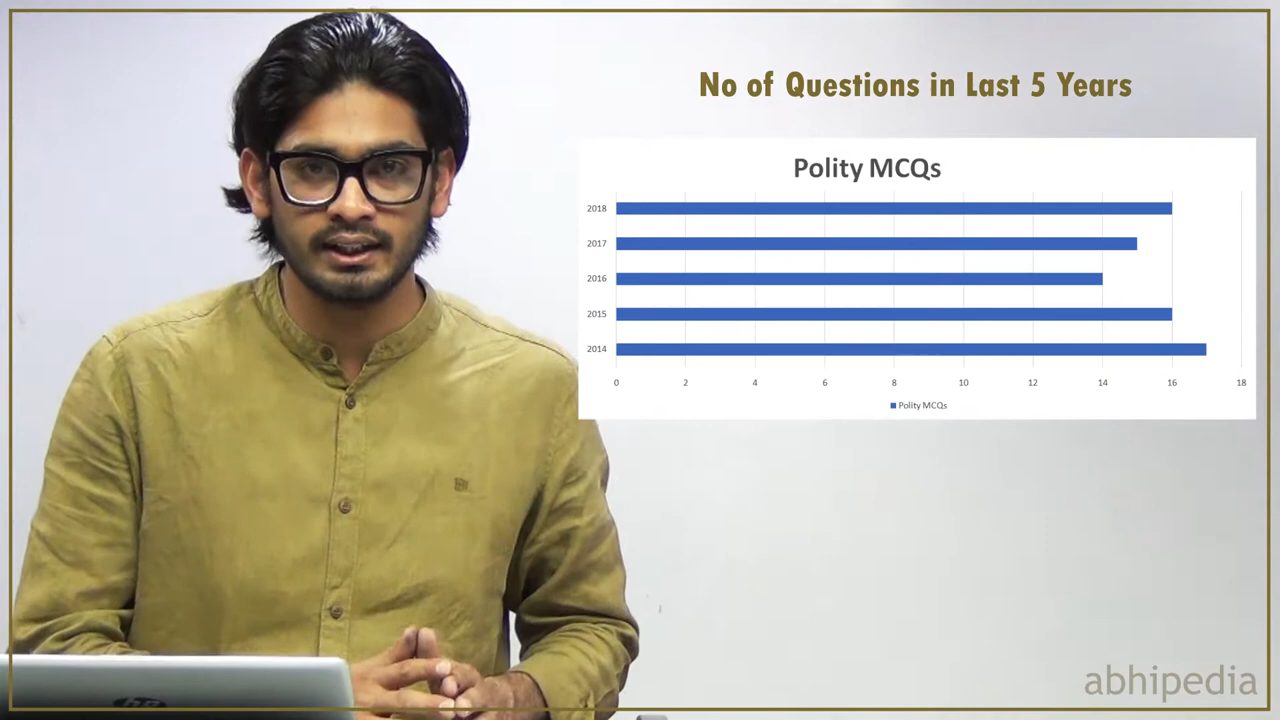 No of Questions in Last 5 Years
Polity MCQs
2018
2017
2016
2015
2014
0 2 4 6 8 10 12 14 16 18
Polity MCQs
hp
abhipedia